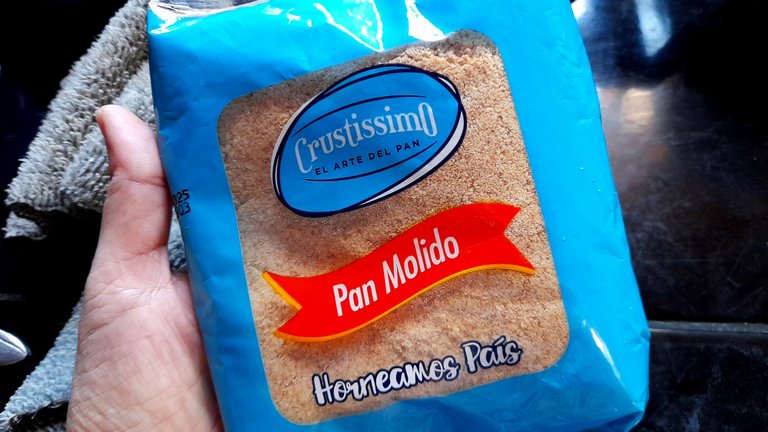 Crustissimo
EL ARTE DEL PAN
Pan Molido
Horneamos País